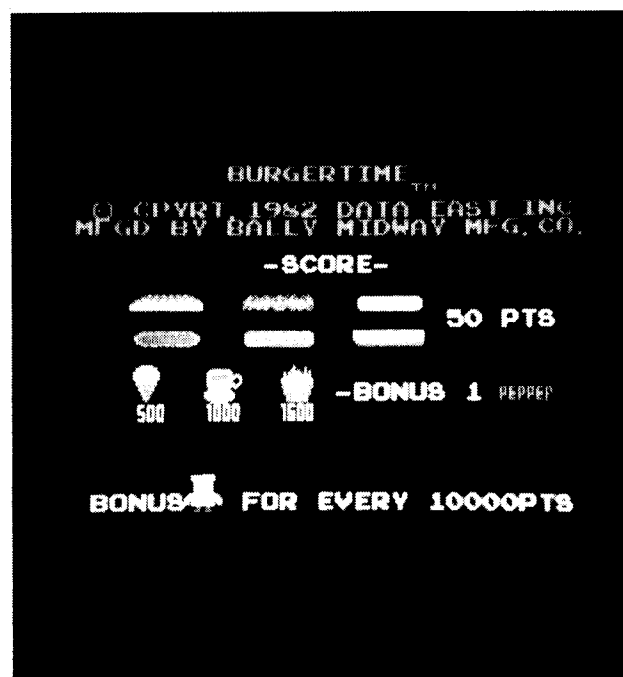 BURGERTIME TM
© CPYRT. 1982 DATA EAST INC
MFGD BY BALLY MIDWAY MFG. CO.
-SCORE-
50 PTS
500 1000 1500 -BONUS 1 PEPPER
BONUS FOR EVERY 10000PTS